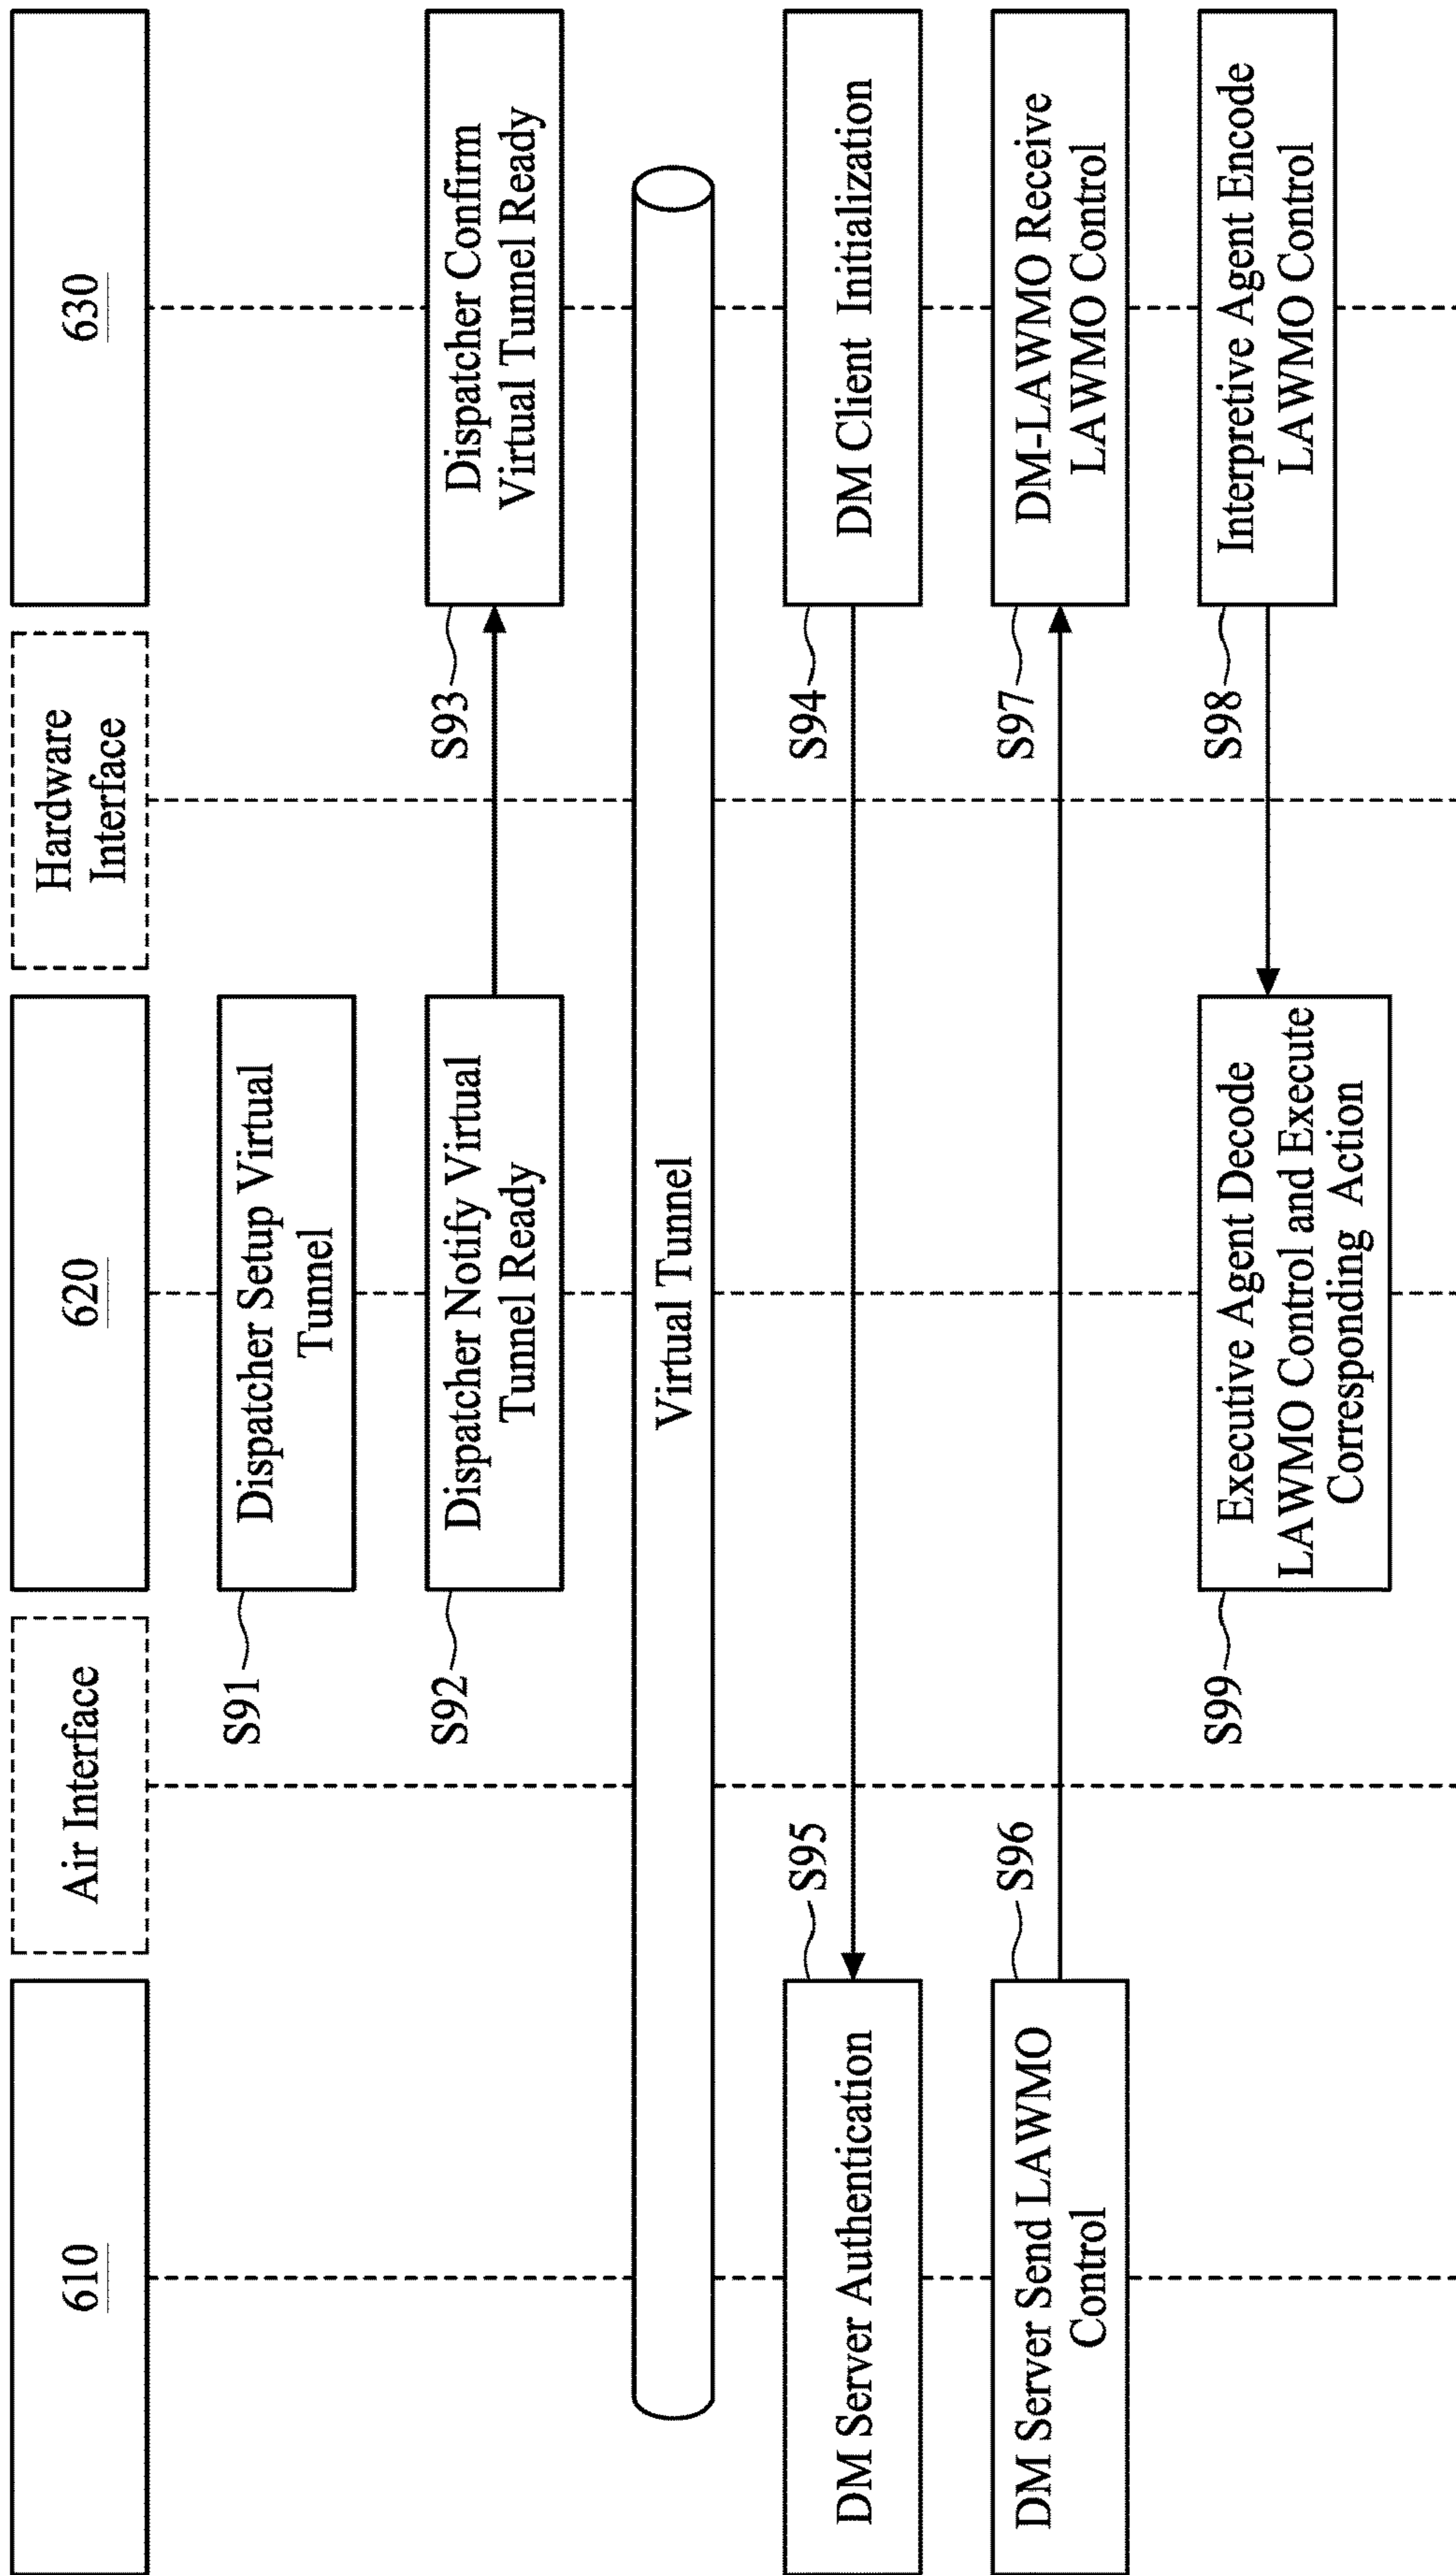 610
Air Interface
620
Hardware
Interface
630
S91
Dispatcher Setup Virtual
Tunnel
S92
Dispatcher Notify Virtual
Tunnel Ready
S93
Dispatcher Confirm
Virtual Tunnel Ready
Virtual Tunnel
DM Server Authentication
S95
S94
DM Client Initialization
DM Server Send LAWMO
Control
S96
S97
DM-LAWMO Receive
LAWMO Control
S99
Executive Agent Decode
LAWMO Control and Execute
Corresponding Action
S98
Interpretive Agent Encode
LAWMO Control